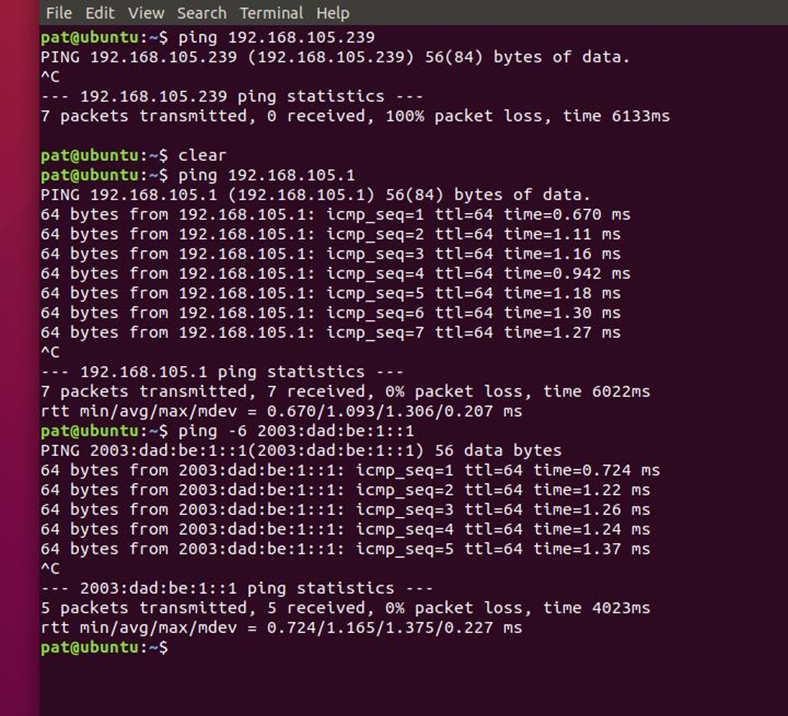 File Edit View Search Terminal Help
pat@ubuntu:~$ ping 192.168.105.239
PING 192.168.105.239 (192.168.105.239) 56(84) bytes of data.
^C
--- 192.168.105.239 ping statistics ---
7 packets transmitted, 0 received, 100% packet loss, time 6133ms
pat@ubuntu:~$ clear
pat@ubuntu:~$ ping 192.168.105.1
PING 192.168.105.1 (192.168.105.1) 56(84) bytes of data.
64 bytes from 192.168.105.1: icmp_seq=1 ttl=64 time=0.670 ms
64 bytes from 192.168.105.1: icmp_seq=2 ttl=64 time=1.11 ms
64 bytes from 192.168.105.1: icmp_seq=3 ttl=64 time=1.16 ms
64 bytes from 192.168.105.1: icmp_seq=4 ttl=64 time=0.942 ms
64 bytes from 192.168.105.1: icmp_seq=5 ttl=64 time=1.18 ms
64 bytes from 192.168.105.1: icmp_seq=6 ttl=64 time=1.30 ms
64 bytes from 192.168.105.1: icmp_seq=7 ttl=64 time=1.27 ms
^C
--- 192.168.105.1 ping statistics ---
7 packets transmitted, 7 received, 0% packet loss, time 6022ms
rtt min/avg/max/mdev = 0.670/1.093/1.306/0.207 ms
pat@ubuntu:~$ ping -6 2003:dad:be:1::1
PING 2003:dad:be:1::1(2003:dad:be:1::1) 56 data bytes
64 bytes from 2003:dad:be:1::1: icmp_seq=1 ttl=64 time=0.724 ms
64 bytes from 2003:dad:be:1::1: icmp_seq=2 ttl=64 time=1.22 ms
64 bytes from 2003:dad:be:1::1: icmp_seq=3 ttl=64 time=1.26 ms
64 bytes from 2003:dad:be:1::1: icmp_seq=4 ttl=64 time=1.24 ms
64 bytes from 2003:dad:be:1::1: icmp_seq=5 ttl=64 time=1.37 ms
^C
--- 2003:dad:be:1::1 ping statistics ---
5 packets transmitted, 5 received, 0% packet loss, time 4023ms
rtt min/avg/max/mdev = 0.724/1.165/1.375/0.227 ms
pat@ubuntu:~$